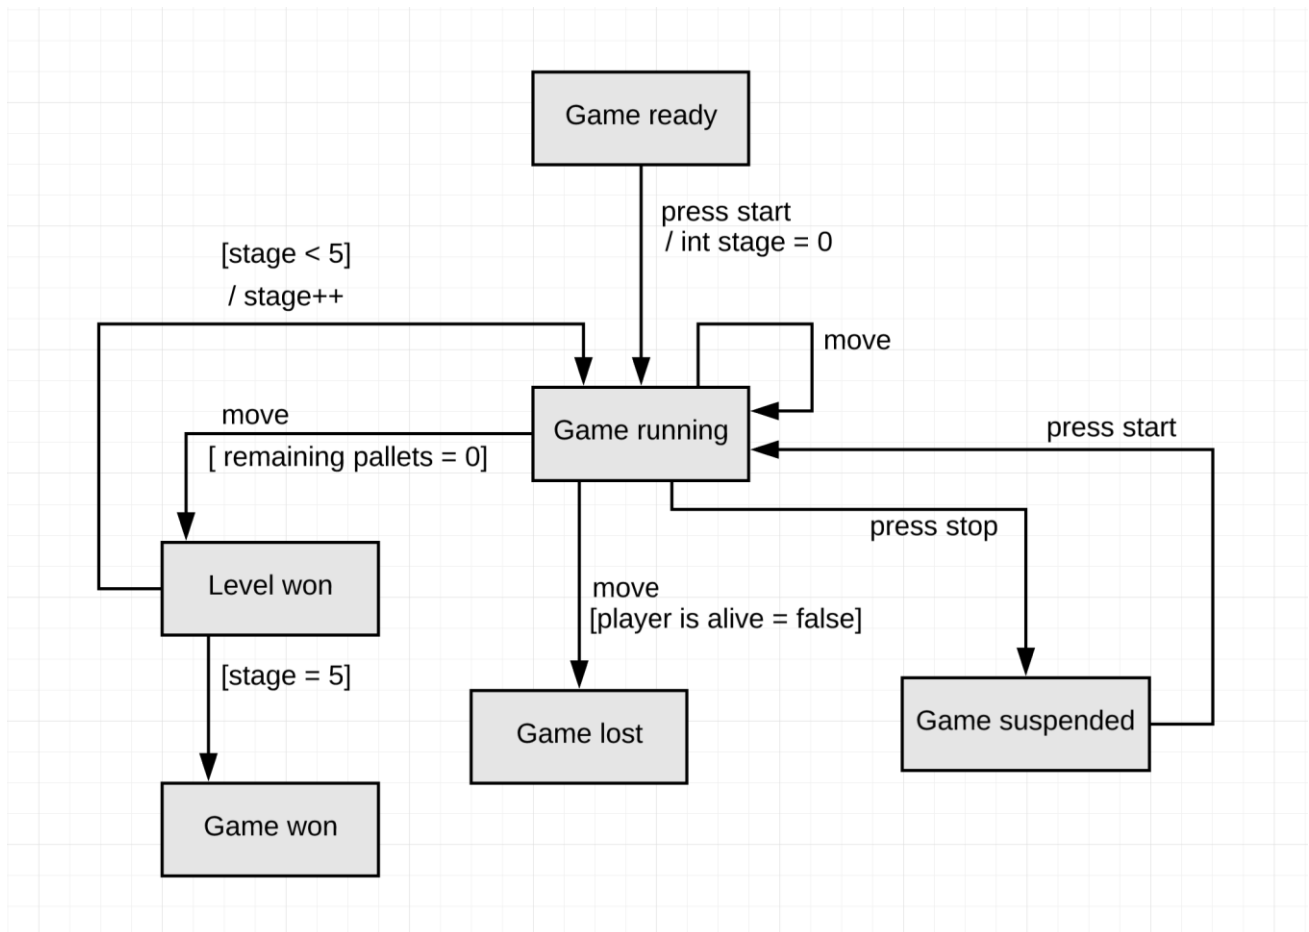 Game ready
press start
/ int stage = 0
[stage < 5]
/ stage++
move
Game running
press start
move
[ remaining pallets = 0]
press stop
Level won
move
[player is alive = false]
[stage = 5]
Game lost
Game suspended
Game won